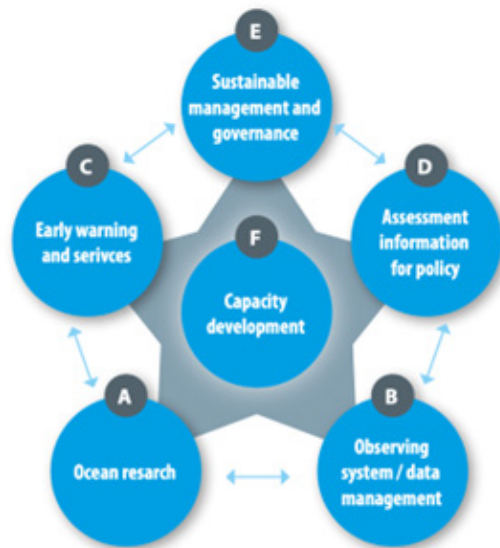 E
Sustainable
management and
governance
C
Early warning
and serivces
D
Assessment
information
for policy
F
Capacity
development
A
Ocean resarch
B
Observing
system / data
management